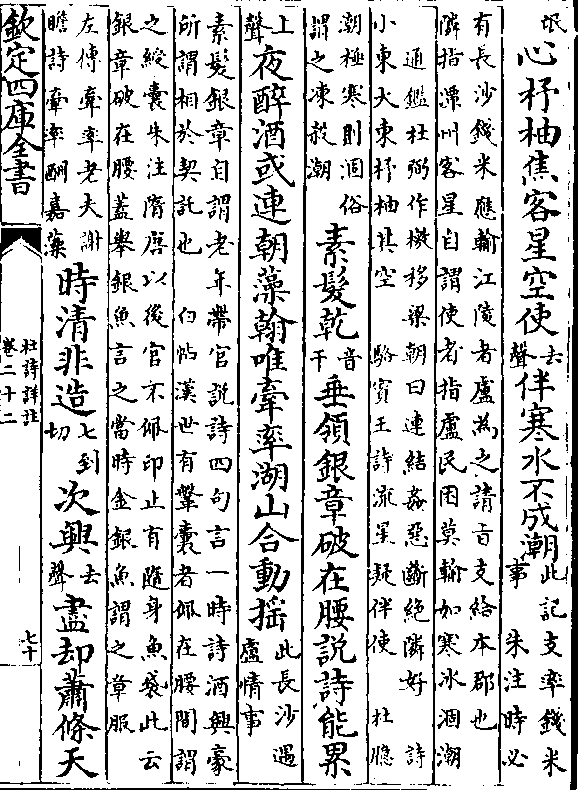 氓心杼柚焦客星空使去聲伴寒水不成潮此記支率錢米事 朱注時必
有長沙錢米應輸江陵者盧為之請旨支給本郡也
隣指潭州客星自謂使者指盧民困莫輸如寒冰涸潮
通鑑杜弼作檄移梁朝曰連結姦惡斷絕隣好 詩
小東大東杼柚其空 駱賓王詩流星疑伴使 杜臆
潮極寒則涸俗謂之凍殺潮 素髮乾音干垂領銀章破在腰説詩能累
上聲夜醉酒或連朝藻翰唯牽率湖山合動揺此長沙遇盧情事
素髮銀章自謂老年帶官説詩四句言一時詩酒興豪
所謂相於契託也 白帖漢世有鞶囊者佩在腰間謂
之綬囊朱注隋唐以後官不佩印止有隨身魚袋此云
銀章破在腰蓋舉銀魚言之當時金銀魚謂之章服
左傳牽率老夫謝瞻詩牽率酬嘉藻 時清非造七到切次興去聲盡却蕭條天
欽定四庫全書
杜詩詳註
卷二十二
七十